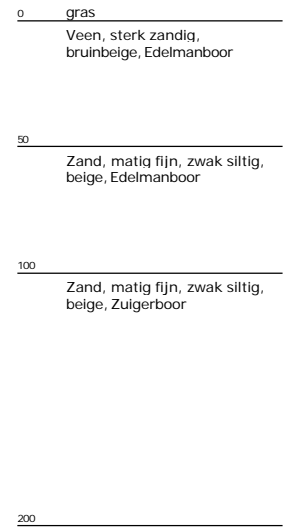 0 gras
Veen, sterk zandig,
bruinbeige, Edelmanboor
50
Zand, matig fijn, zwak siltig,
beige, Edelmanboor
100
Zand, matig fijn, zwak siltig,
beige, Zuigerboor
200